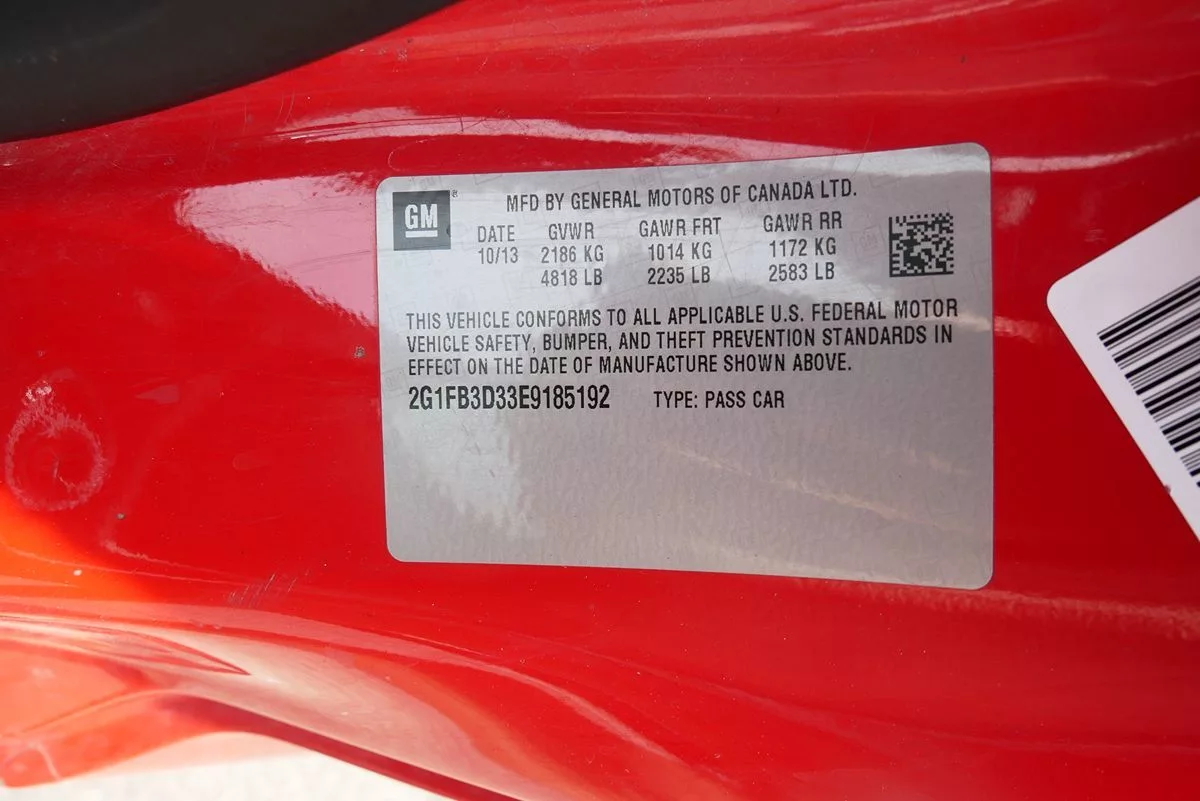 GM
MFD BY GENERAL MOTORS OF CANADA LTD.
DATE GVWR GAWR FRT GAWR RR
10/13 2186 KG 1014 KG 1172 KG
4818 LB 2235 LB 2583 LB
THIS VEHICLE CONFORMS TO ALL APPLICABLE U.S. FEDERAL MOTOR
VEHICLE SAFETY, BUMPER, AND THEFT PREVENTION STANDARDS IN
EFFECT ON THE DATE OF MANUFACTURE SHOWN ABOVE.
2G1FB3D33E9185192 TYPE: PASS CAR